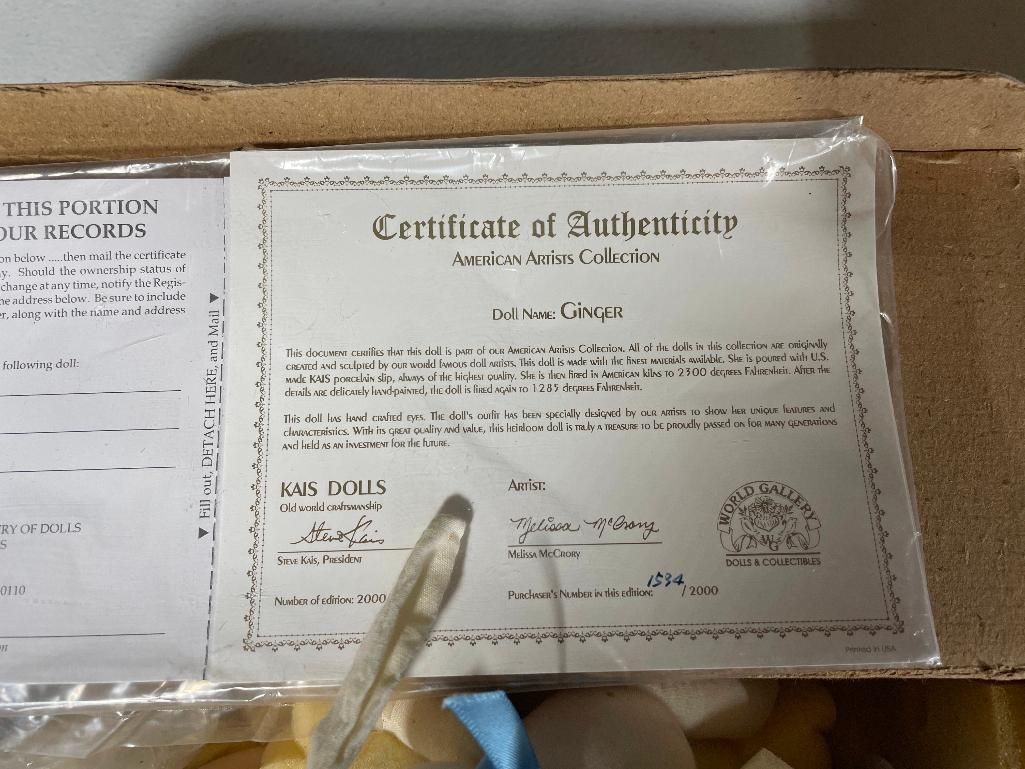 THIS PORTION
OUR RECORDS
on below .....then mail the certificate
y. Should the ownership status of
change at any time, notify the Regis-
he address below. Be sure to include
er, along with the name and address
following doll:
RY OF DOLLS
S
0110
n
▼ Fill out, DETACH HERE, and Mail ▼
Certificate of Authenticity
American Artists Collection
Doll Name: Ginger
This document certifies that this doll is part of our American Artists Collection. All of the dolls in this collection are originally
created and sculpted by our world famous doll artists. This doll is made with the finest materials available. She is poured with U.S.
made KAIS porcelain slip, always of the highest quality. She is then fired in American kilns to 2300 degrees Fahrenheit. After the
details are delicately hand-painted, the doll is fired again to 1285 degrees Fahrenheit.
This doll has hand crafted eyes. The doll's outfit has been specially designed by our artists to show her unique features and
characteristics. With its great quality and value, this heirloom doll is truly a treasure to be proudly passed on for many generations
and held as an investment for the future.
KAIS DOLLS
Old world craftsmanship
Steve Kais
Steve Kais, President
Number of edition: 2000
Artist:
Melissa McCrory
Melissa McCrory
Purchaser's Number in this edition: 1534 / 2000
WORLD GALLERY
WG
DOLLS & COLLECTIBLES
Printed in USA